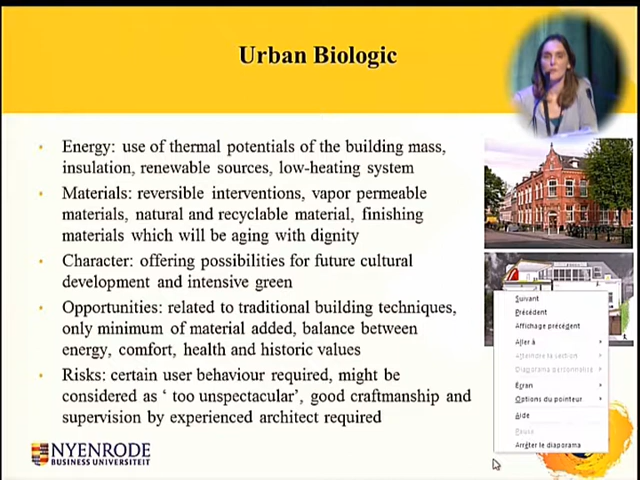 Urban Biologic
• Energy: use of thermal potentials of the building mass,
insulation, renewable sources, low-heating system
• Materials: reversible interventions, vapor permeable
materials, natural and recyclable material, finishing
materials which will be aging with dignity
• Character: offering possibilities for future cultural
development and intensive green
• Opportunities: related to traditional building techniques,
only minimum of material added, balance between
energy, comfort, health and historic values
• Risks: certain user behaviour required, might be
considered as ‘ too unspectacular’, good craftmanship and
supervision by experienced architect required
Suivant
Précédent
Affichage précédent
Aller à
Atteindre la section
Diaporama personnalisé
Écran
Options du pointeur
Aide
Pause
Arrêter le diaporama
NYENRODE
BUSINESS UNIVERSITEIT